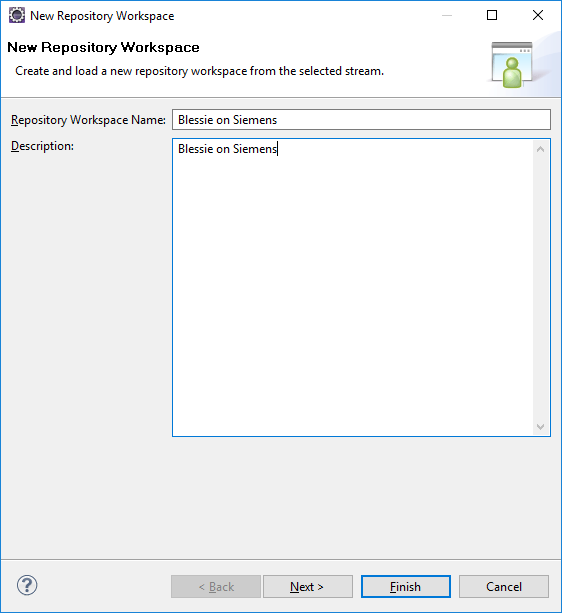 New Repository Workspace
New Repository Workspace
Create and load a new repository workspace from the selected stream.
Repository Workspace Name: Blessie on Siemens
Description: Blessie on Siemens
?
< Back Next > Finish Cancel